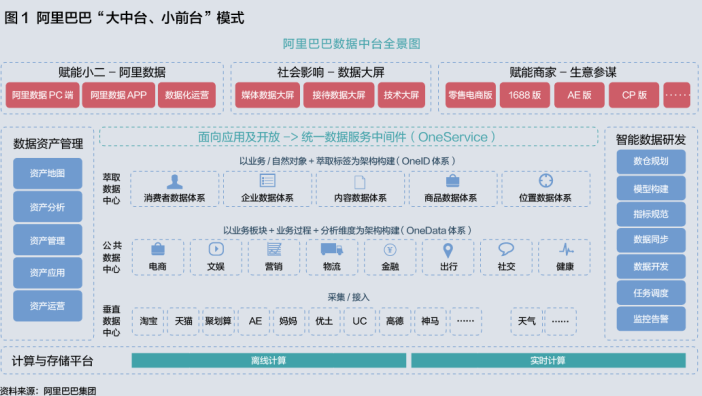 图1 阿里巴巴“大中台、小前台”模式
阿里巴巴数据中台全景图
赋能小二 – 阿里数据
阿里数据 PC 端
阿里数据 APP
数据化运营
社会影响 – 数据大屏
媒体数据大屏
接待数据大屏
技术大屏
赋能商家 – 生意参谋
零售电商版
1688 版
AE 版
CP 版
······
数据资产管理
资产地图
资产分析
资产管理
资产应用
资产运营
面向应用及开放 –> 统一数据服务中间件（OneService）
以业务 / 自然对象 + 萃取标签为架构构建（OneID 体系）
萃取
数据
中心
消费者数据体系
企业数据体系
内容数据体系
商品数据体系
位置数据体系
以业务板块 + 业务过程 + 分析维度为架构构建（OneData 体系）
公共
数据
中心
电商
文娱
营销
物流
金融
出行
社交
健康
采集 / 接入
垂直
数据
中心
淘宝
天猫
聚划算
AE
妈妈
优土
UC
高德
神马
······
天气
······
智能数据研发
数仓规划
模型构建
指标规范
数据同步
数据开发
任务调度
监控告警
计算与存储平台
离线计算
实时计算
资料来源：阿里巴巴集团